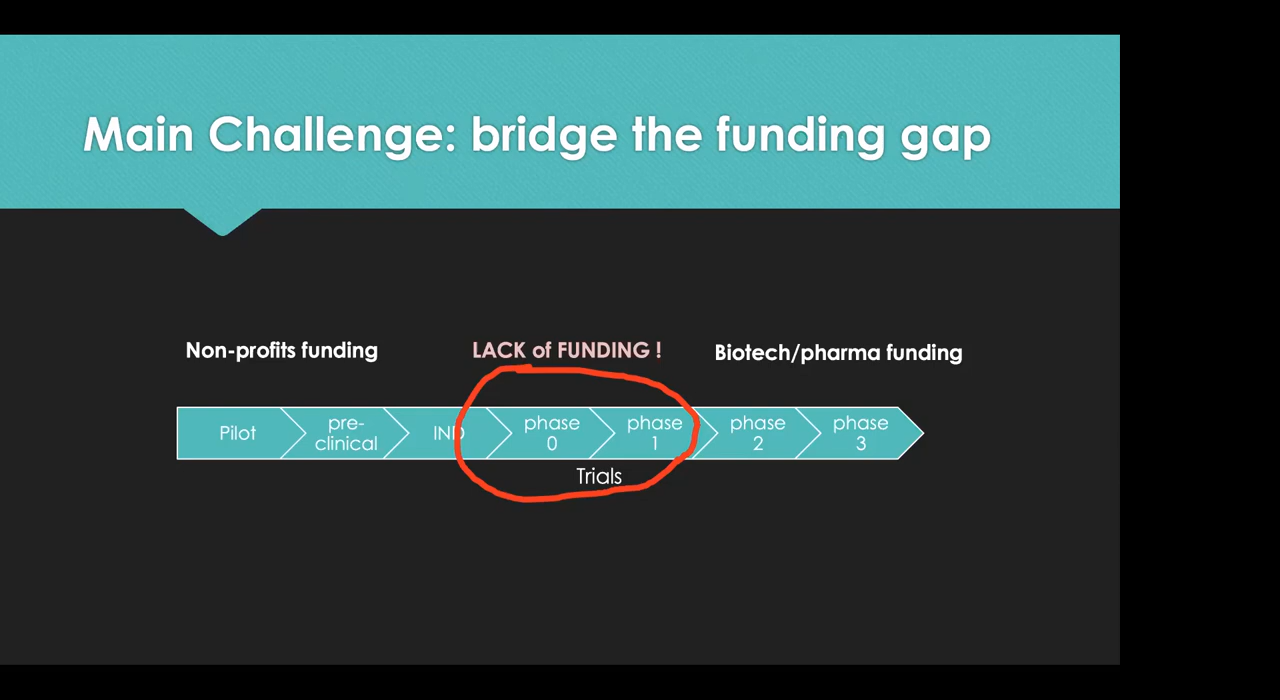 Main Challenge: bridge the funding gap
Non-profits funding
LACK of FUNDING !
Biotech/pharma funding
Pilot
pre-
clinical
IND
phase
0
phase
1
phase
2
phase
3
Trials